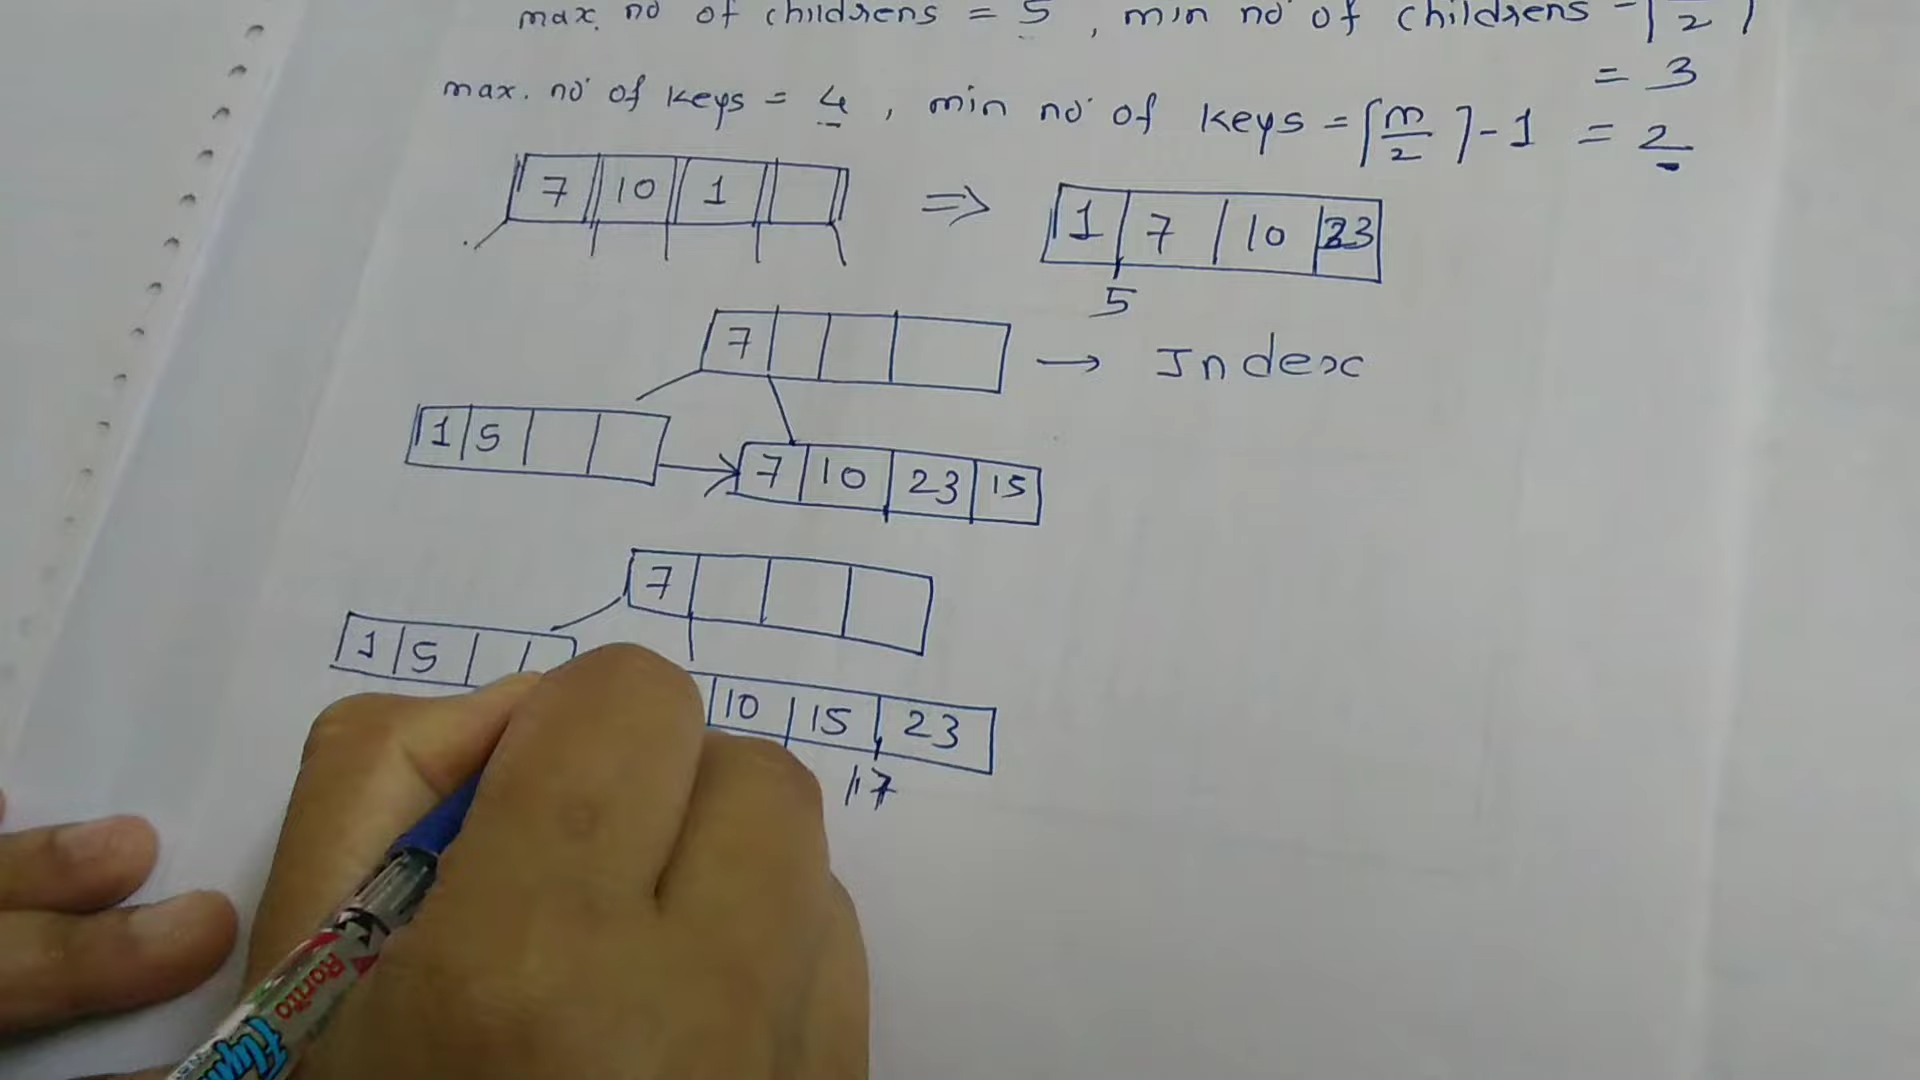 max. no of childrens = 5 , min no of childrens = ⌈ /2 ⌉
= 3
max. no of keys = 4 , min no of keys = ⌈m/2⌉ - 1 = 2
7 10 1 ⇒ 1 7 10 23
5
7 → Index
1 5 → 7 10 23 15
7
1 5
10 15 23
17
Rorito